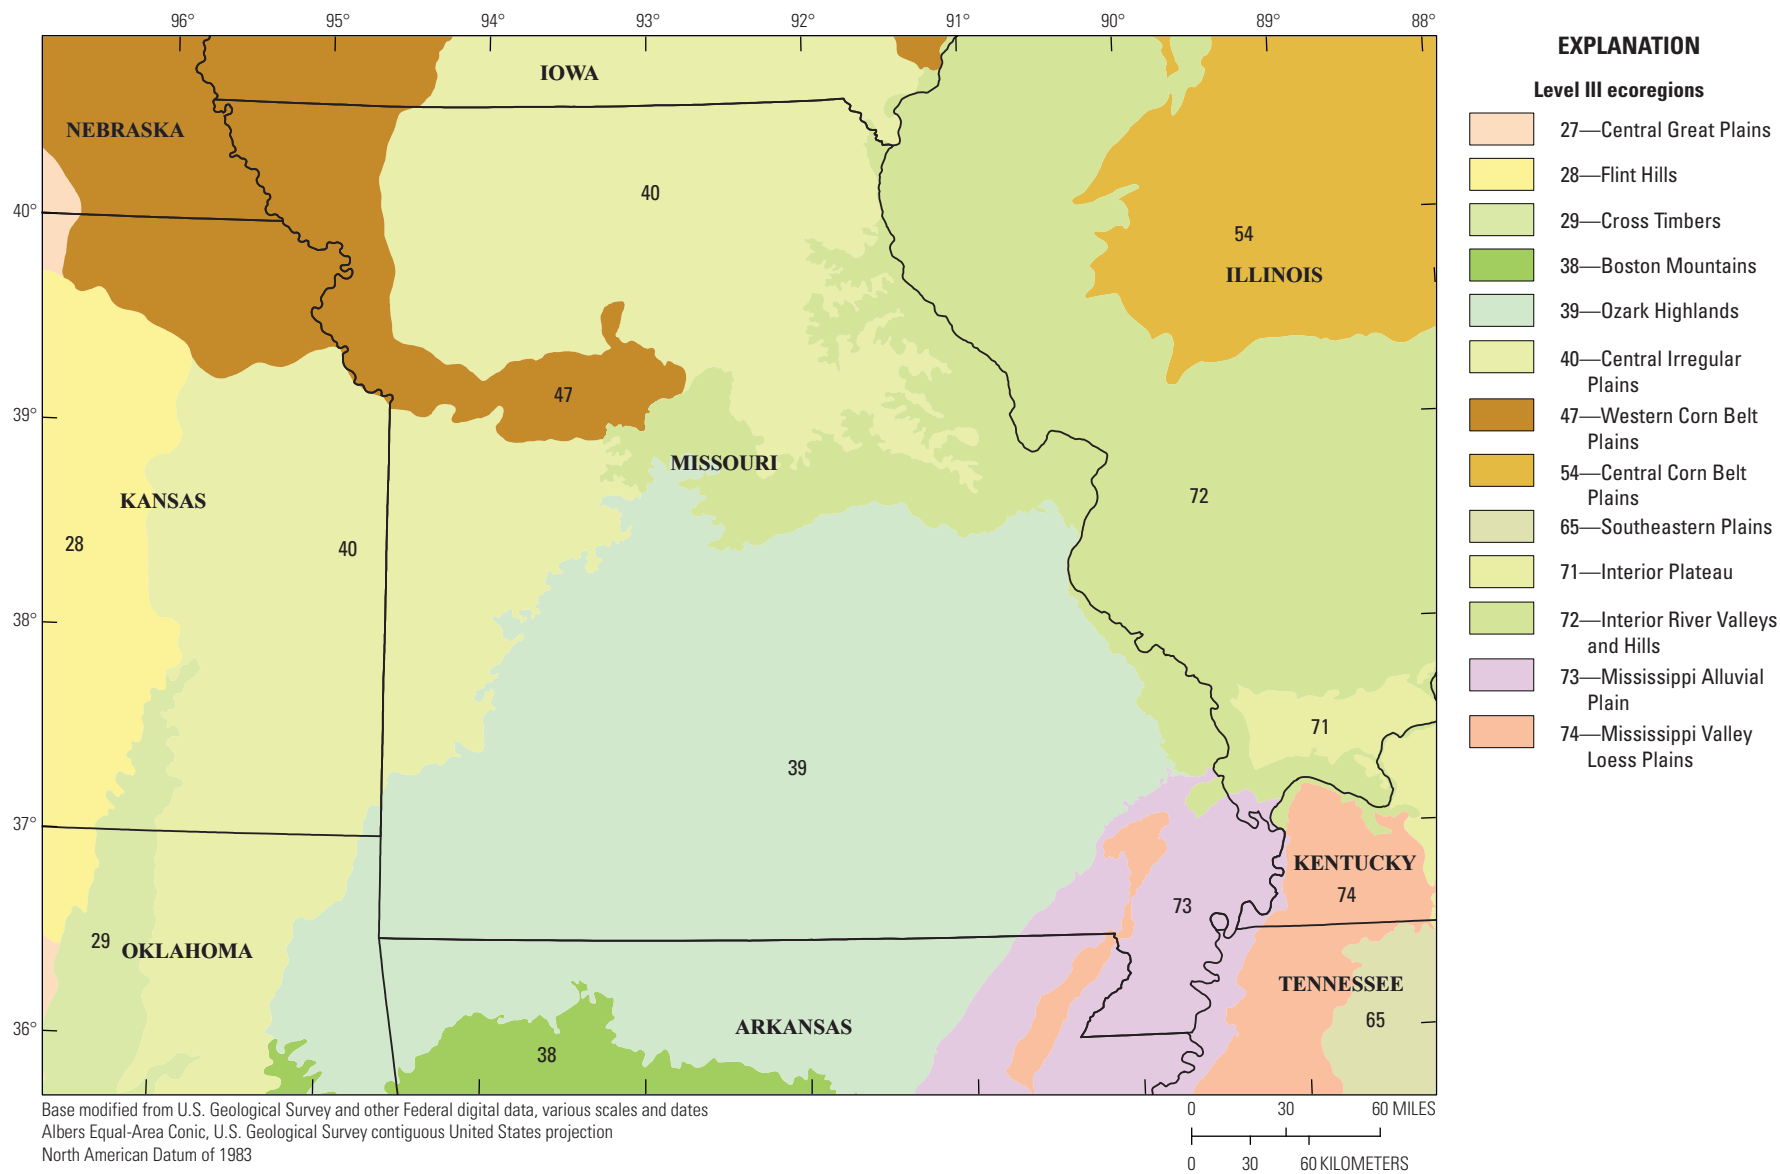 96° 95° 94° 93° 92° 91° 90° 89° 88°
40°
39°
38°
37°
36°
IOWA
NEBRASKA
40
54
ILLINOIS
47
MISSOURI
KANSAS
72
28
40
71
39
KENTUCKY
74
73
29
OKLAHOMA
TENNESSEE
65
ARKANSAS
38
EXPLANATION
Level III ecoregions
27—Central Great Plains
28—Flint Hills
29—Cross Timbers
38—Boston Mountains
39—Ozark Highlands
40—Central Irregular
Plains
47—Western Corn Belt
Plains
54—Central Corn Belt
Plains
65—Southeastern Plains
71—Interior Plateau
72—Interior River Valleys
and Hills
73—Mississippi Alluvial
Plain
74—Mississippi Valley
Loess Plains
Base modified from U.S. Geological Survey and other Federal digital data, various scales and dates
Albers Equal-Area Conic, U.S. Geological Survey contiguous United States projection
North American Datum of 1983
0 30 60 MILES
0 30 60 KILOMETERS